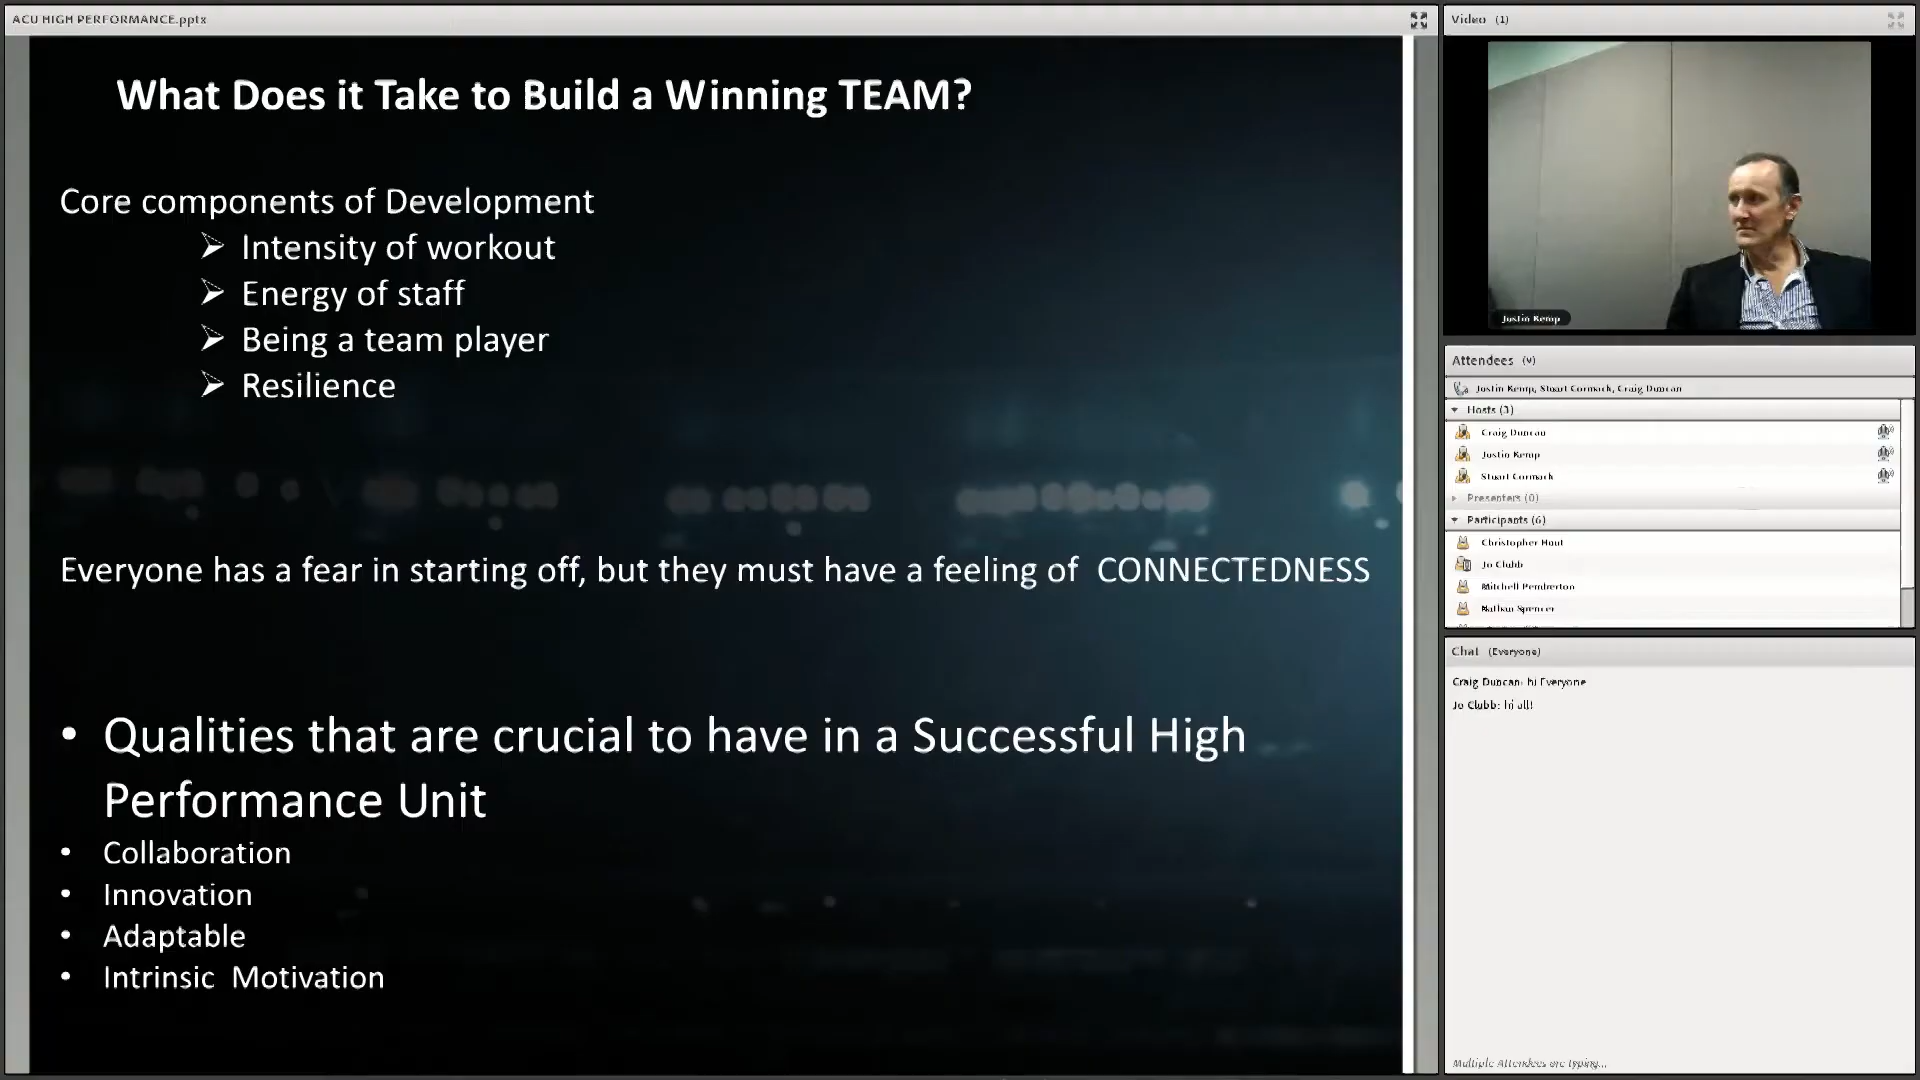 ACU HIGH PERFORMANCE.pptx
What Does it Take to Build a Winning TEAM?
Core components of Development
Intensity of workout
Energy of staff
Being a team player
Resilience
Everyone has a fear in starting off, but they must have a feeling of CONNECTEDNESS
Qualities that are crucial to have in a Successful High
Performance Unit
Collaboration
Innovation
Adaptable
Intrinsic Motivation
Video (1)
Justin Kemp
Attendees (9)
Justin Kemp, Stuart Cormack, Craig Duncan
Hosts (3)
Craig Duncan
Justin Kemp
Stuart Cormack
Presenters (0)
Participants (6)
Christopher Hout
Jo Clubb
Mitchell Pemberton
Nathan Spencer
Chat (Everyone)
Craig Duncan: hi Everyone
Jo Clubb: hi all!
Multiple Attendees are typing...